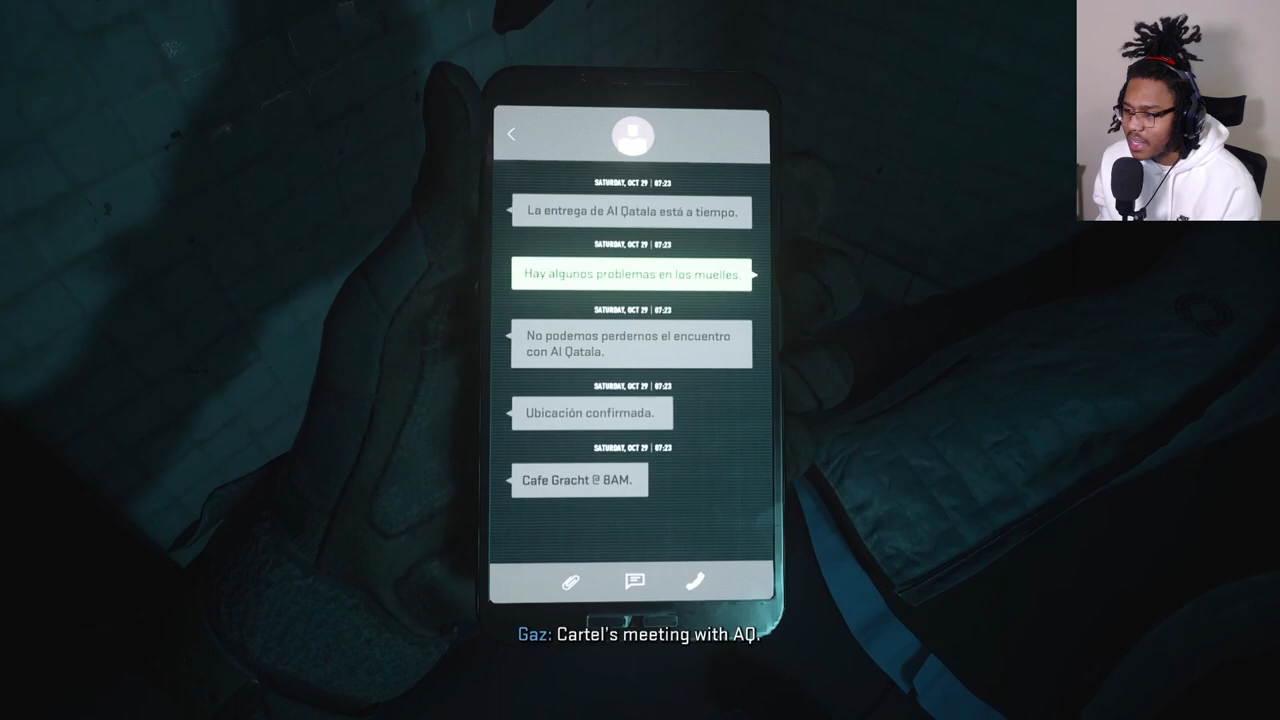 SATURDAY, OCT 29 | 07:23
La entrega de Al Qatala está a tiempo.
SATURDAY, OCT 29 | 07:23
Hay algunos problemas en los muelles.
SATURDAY, OCT 29 | 07:23
No podemos perdernos el encuentro
con Al Qatala.
SATURDAY, OCT 29 | 07:23
Ubicación confirmada.
SATURDAY, OCT 29 | 07:23
Cafe Gracht @ 8AM.
Gaz: Cartel's meeting with AQ.